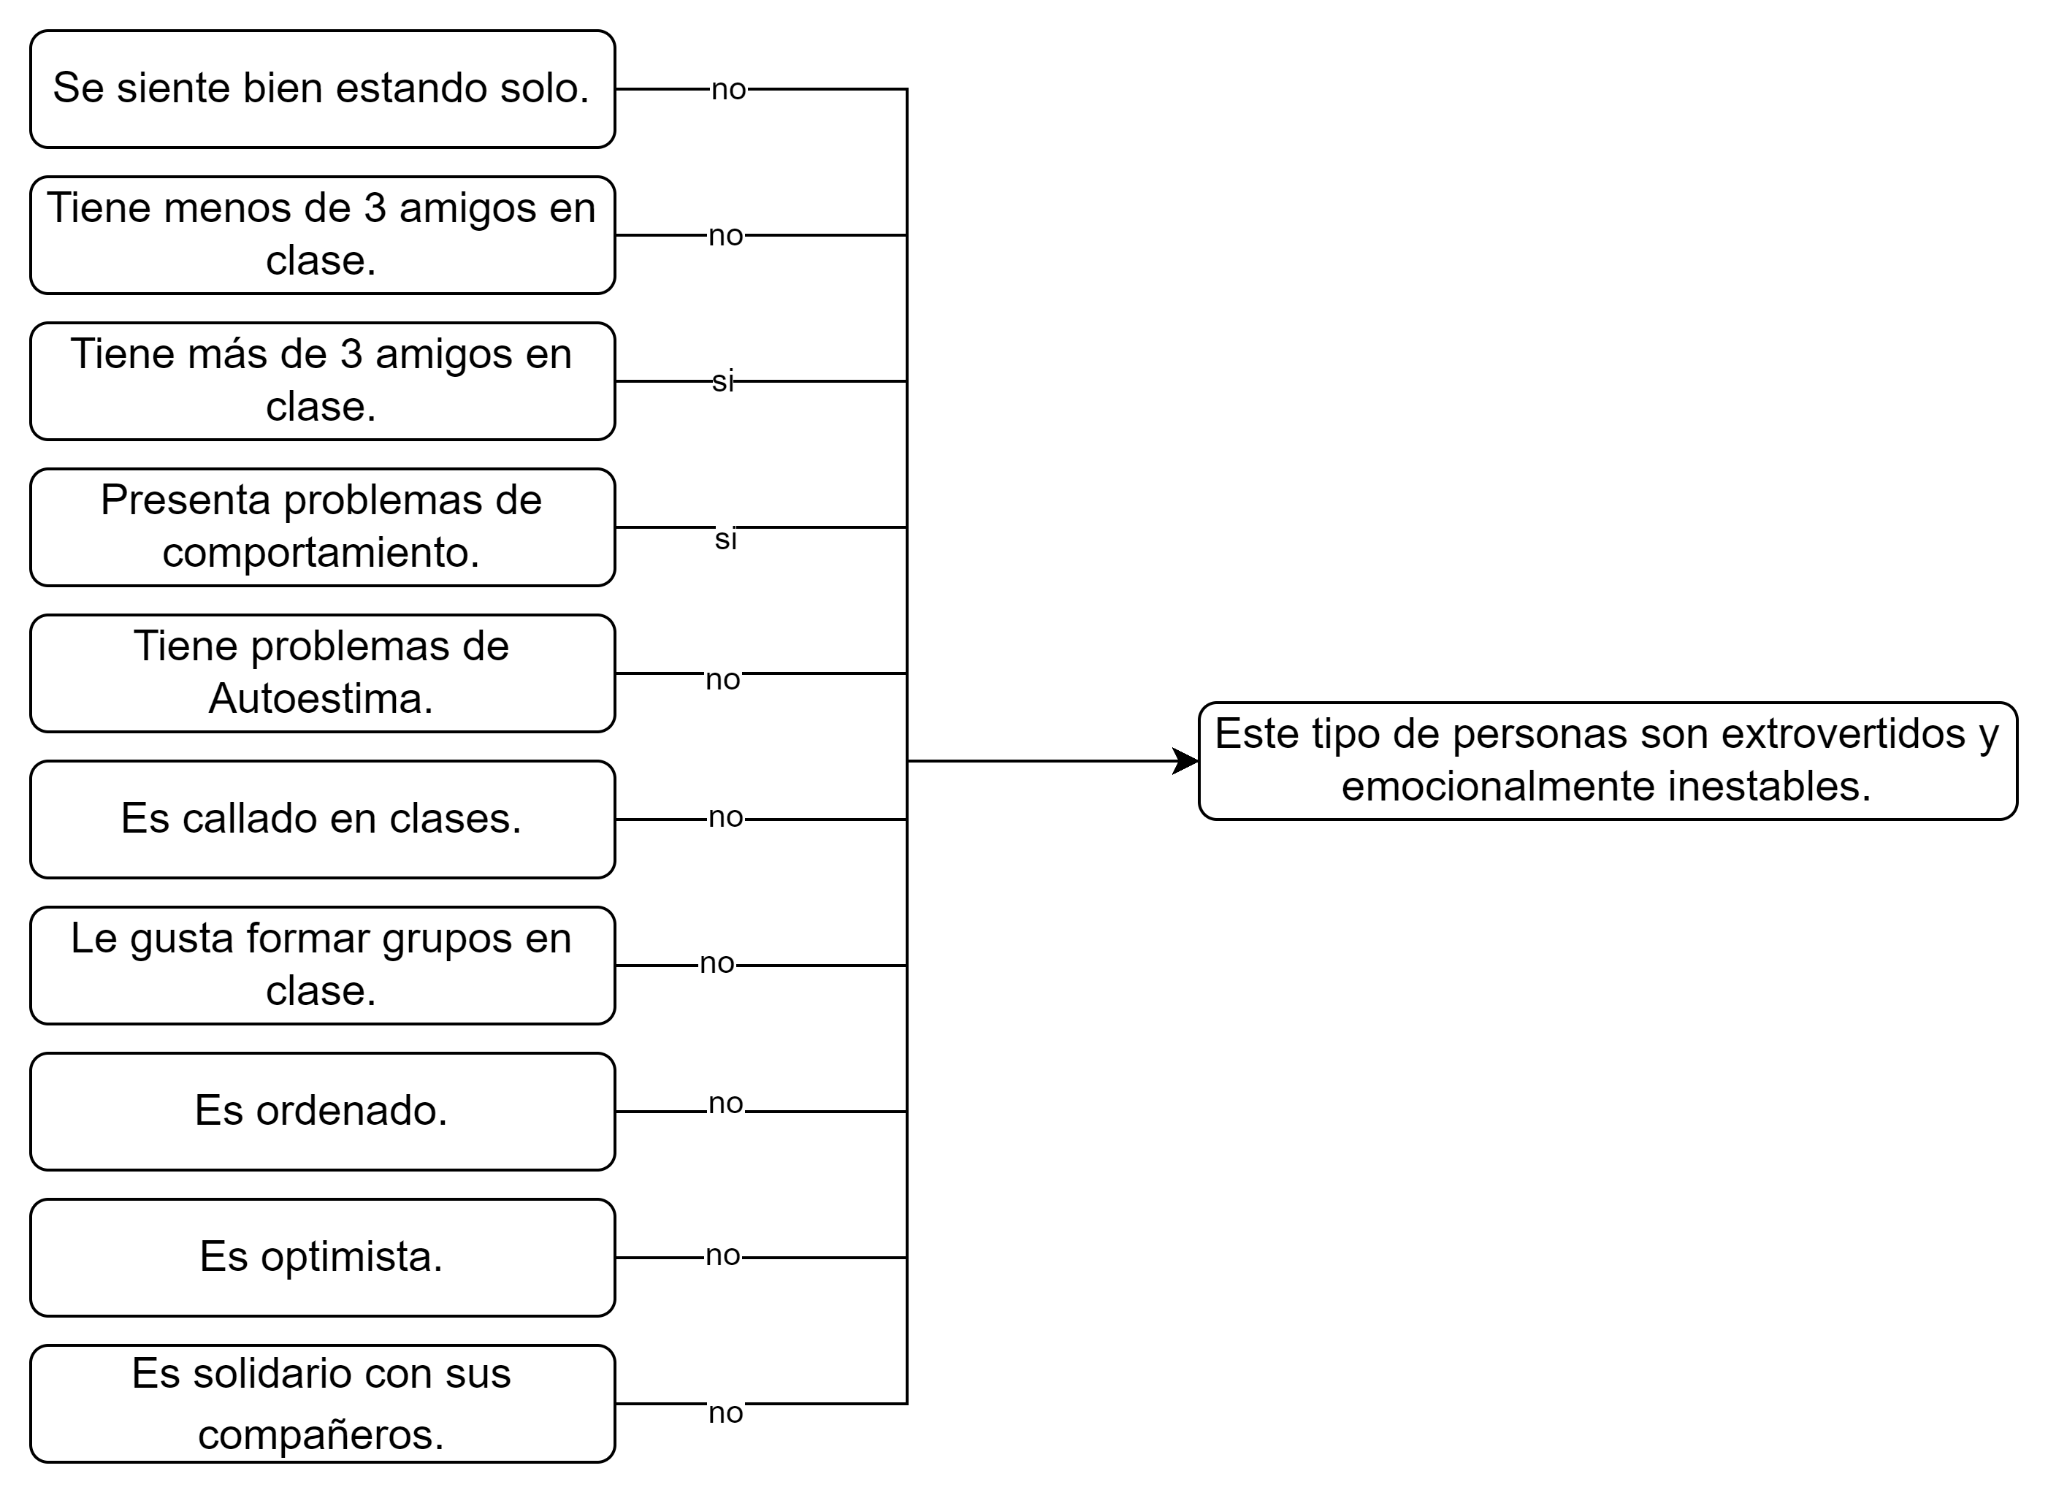 Se siente bien estando solo.
no
Tiene menos de 3 amigos en
clase.
no
Tiene más de 3 amigos en
clase.
si
Presenta problemas de
comportamiento.
si
Tiene problemas de
Autoestima.
no
Este tipo de personas son extrovertidos y
emocionalmente inestables.
Es callado en clases.
no
Le gusta formar grupos en
clase.
no
Es ordenado.
no
Es optimista.
no
Es solidario con sus
compañeros.
no